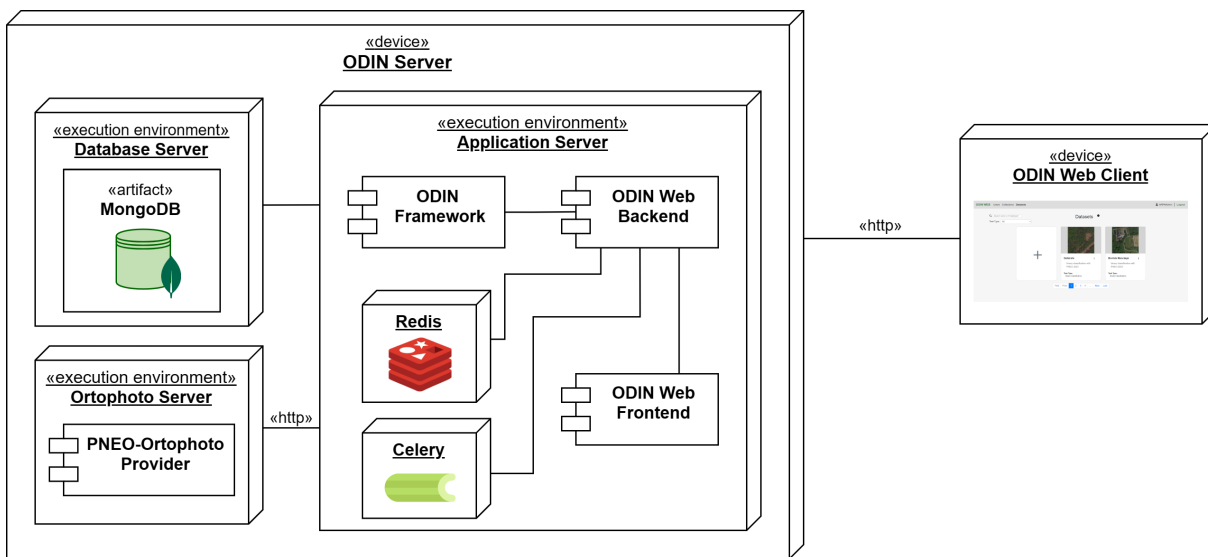 «device»
ODIN Server
«execution environment»
Database Server
«artifact»
MongoDB
«execution environment»
Ortophoto Server
PNEO-Ortophoto
Provider
«http»
«execution environment»
Application Server
ODIN
Framework
ODIN Web
Backend
Redis
Celery
ODIN Web
Frontend
«http»
«device»
ODIN Web Client
Datasets